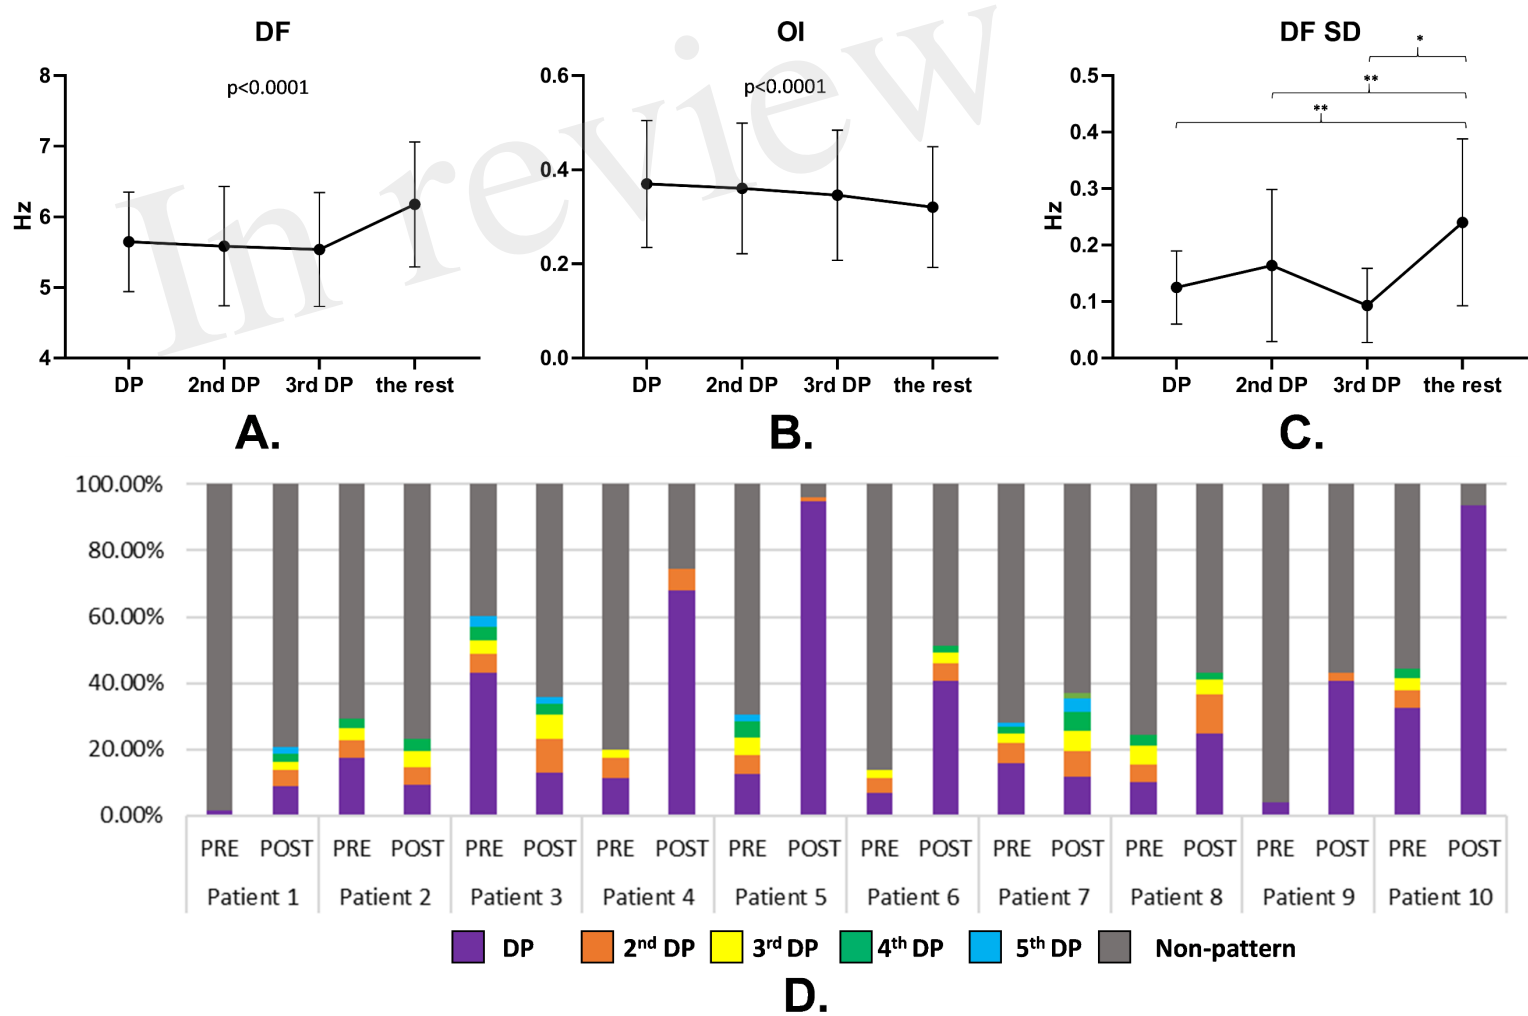 DF
OI
DF SD
In review
p<0.0001
p<0.0001
*
**
**
Hz
8
7
6
5
4
DP 2nd DP 3rd DP the rest
A.
0.6
0.4
0.2
0.0
DP 2nd DP 3rd DP the rest
B.
Hz
0.5
0.4
0.3
0.2
0.1
0.0
DP 2nd DP 3rd DP the rest
C.
100.00%
80.00%
60.00%
40.00%
20.00%
0.00%
PRE POST PRE POST PRE POST PRE POST PRE POST PRE POST PRE POST PRE POST PRE POST PRE POST
Patient 1 Patient 2 Patient 3 Patient 4 Patient 5 Patient 6 Patient 7 Patient 8 Patient 9 Patient 10
DP 2nd DP 3rd DP 4th DP 5th DP Non-pattern
D.